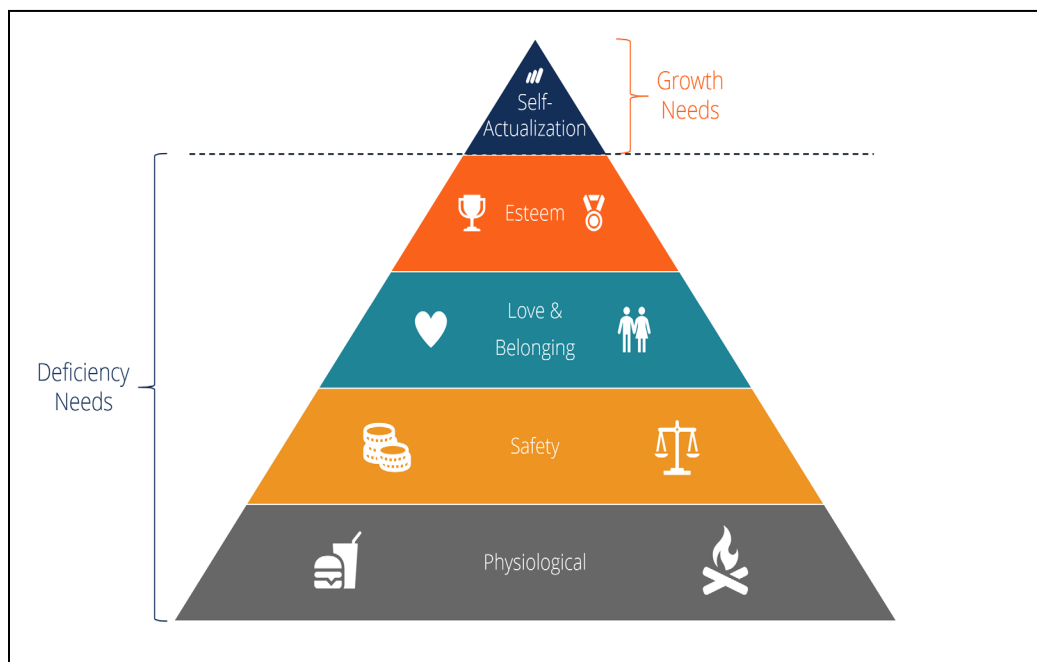 Self-
Actualization
Growth
Needs
Esteem
Love &
Belonging
Deficiency
Needs
Safety
Physiological